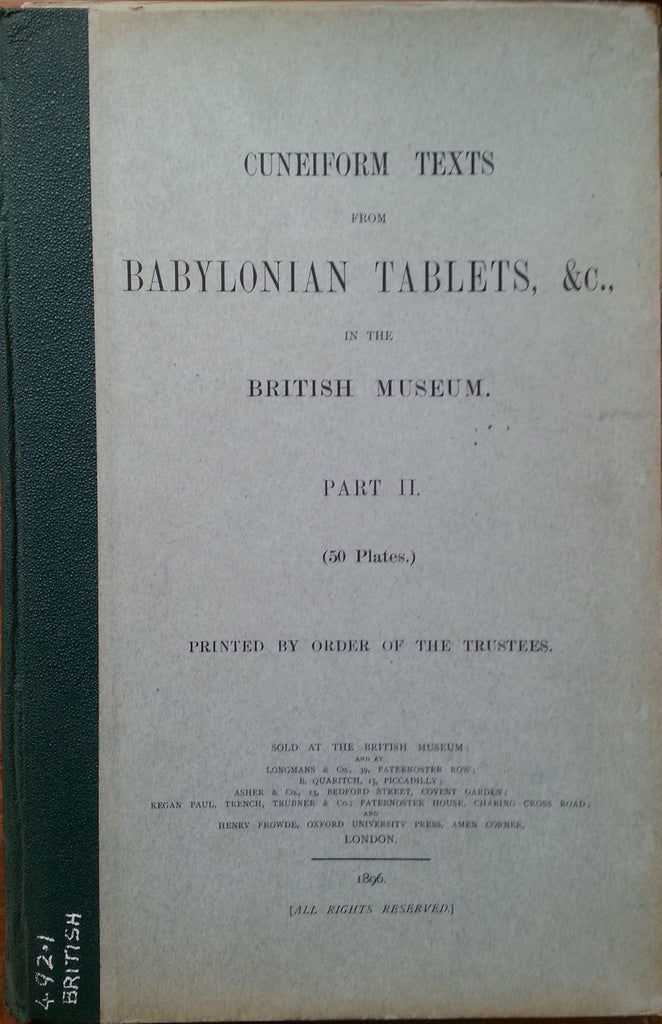 CUNEIFORM TEXTS
FROM
BABYLONIAN TABLETS, &c.,
IN THE
BRITISH MUSEUM.
PART II.
(50 Plates.)
PRINTED BY ORDER OF THE TRUSTEES.
SOLD AT THE BRITISH MUSEUM;
AND AT
LONGMANS & Co., 39, PATERNOSTER ROW;
B. QUARITCH, 15, PICCADILLY;
ASHER & Co., 13, BEDFORD STREET, COVENT GARDEN;
KEGAN PAUL, TRENCH, TRÜBNER & Co., PATERNOSTER HOUSE, CHARING CROSS ROAD;
AND
HENRY FROWDE, OXFORD UNIVERSITY PRESS, AMEN CORNER,
LONDON.
1896.
[ALL RIGHTS RESERVED.]
492.1
BRITISH